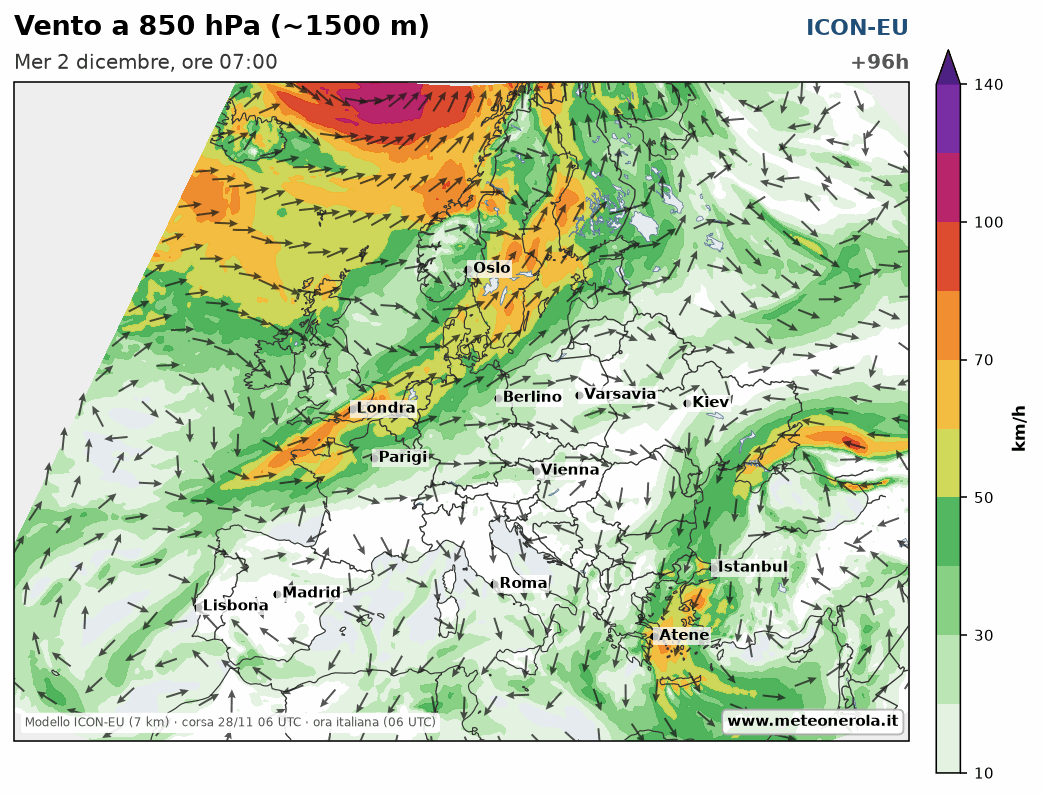 Vento a 850 hPa (~1500 m)
ICON-EU
Mer 2 dicembre, ore 07:00
+96h
140
100
70
50
30
10
km/h
Oslo
Londra
Berlino
Varsavia
Kiev
Parigi
Vienna
Istanbul
Roma
Madrid
Lisbona
Atene
Modello ICON-EU (7 km) · corsa 28/11 06 UTC · ora italiana (06 UTC)
www.meteonerola.it